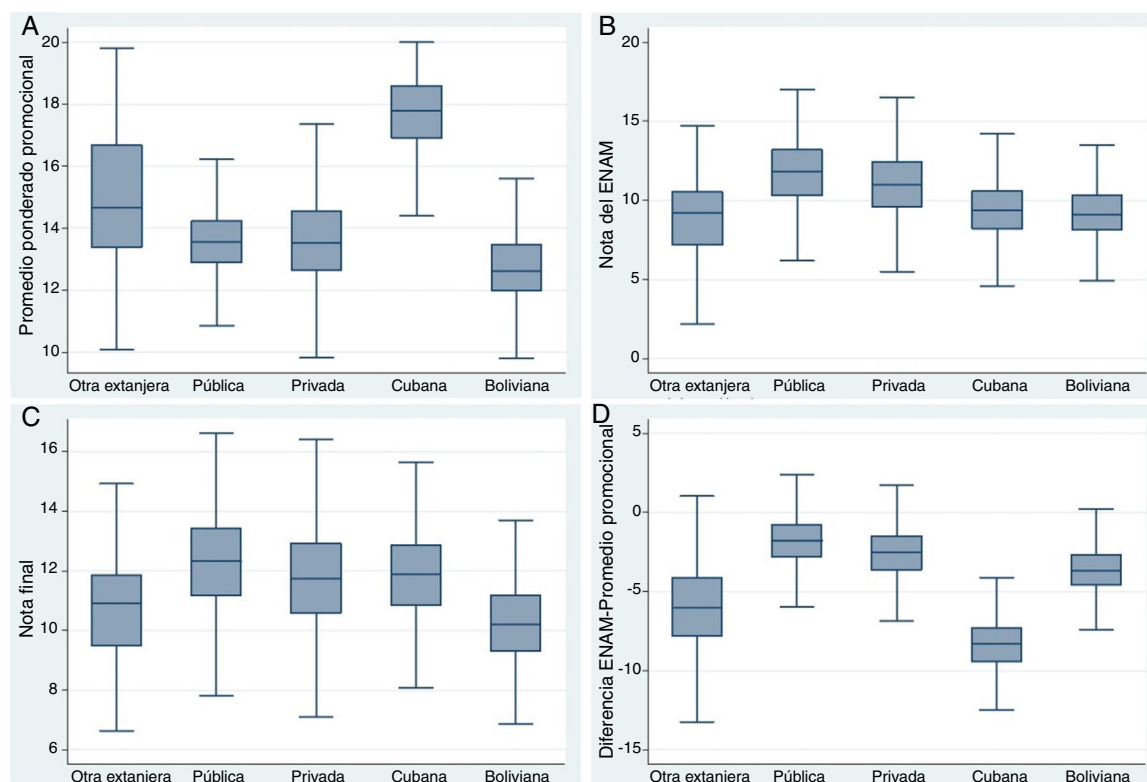 A
Promedio ponderado promocional
20
18
16
14
12
10
Otra extanjera Pública Privada Cubana Boliviana
B
Nota del ENAM
20
15
10
5
0
Otra extanjera Pública Privada Cubana Boliviana
C
Nota final
16
14
12
10
8
6
Otra extaniera Pública Privada Cubana Boliviana
D
Diferencia ENAM-Promedio promocional
5
0
-5
-10
-15
Otra extaniera Pública Privada Cubana Boliviana